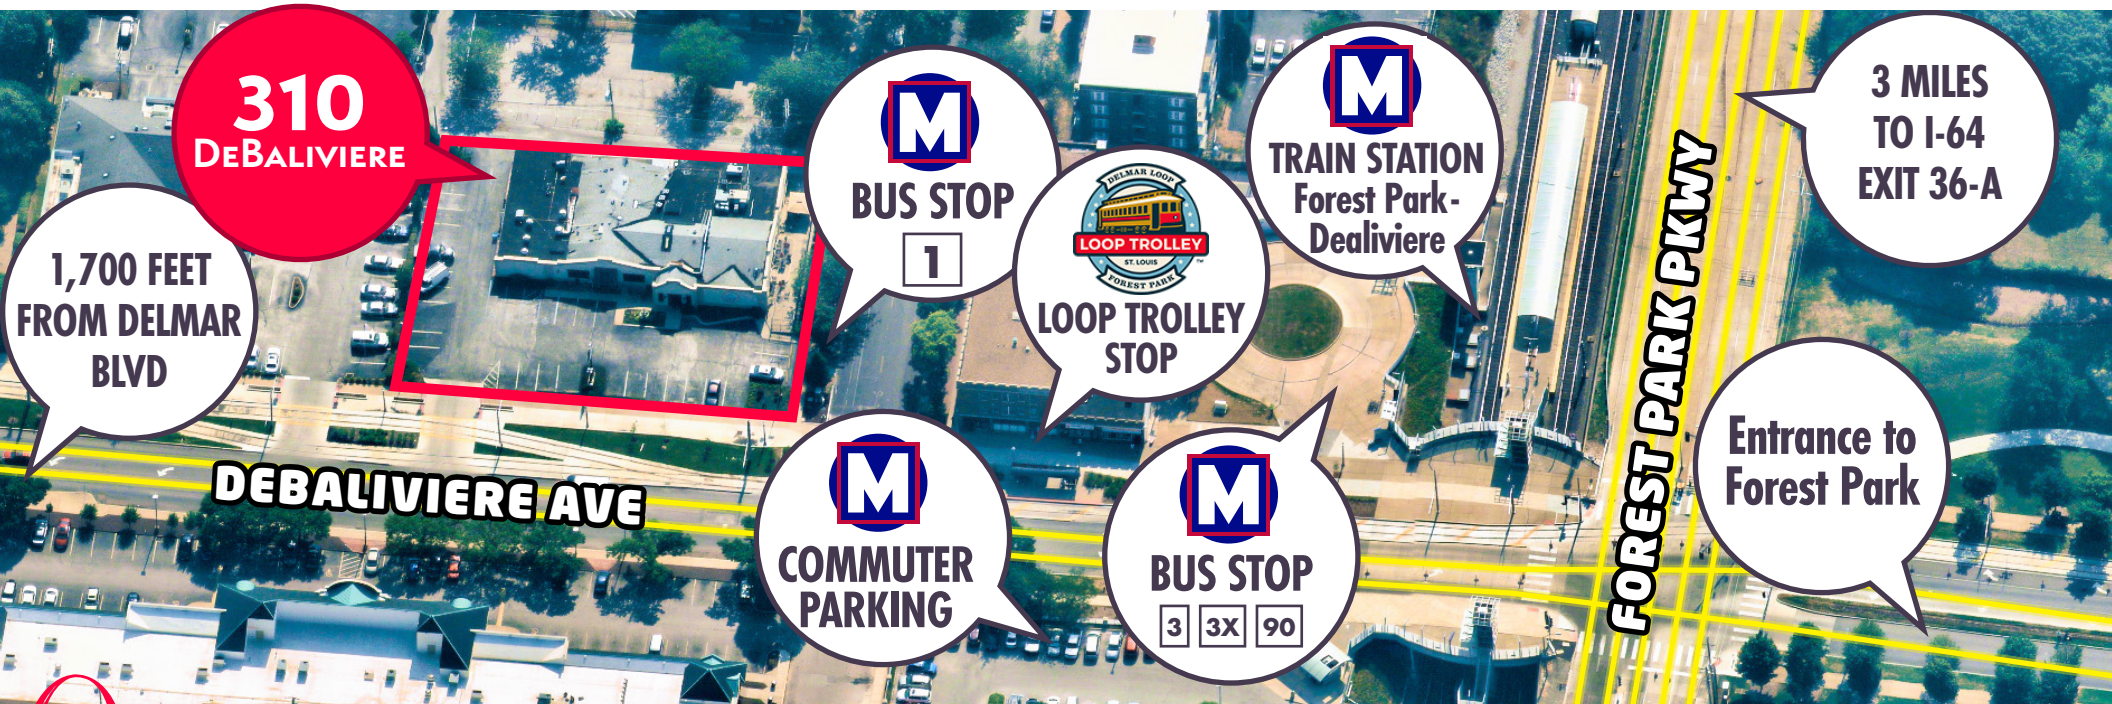 310
DEBALIVIERE
1,700 FEET
FROM DELMAR
BLVD
M
BUS STOP
1
DELMAR LOOP
LOOP TROLLEY
ST. LOUIS
FOREST PARK
TM
LOOP TROLLEY
STOP
M
TRAIN STATION
Forest Park-
Dealiviere
3 MILES
TO I-64
EXIT 36-A
FOREST PARK PKWY
Entrance to
Forest Park
DEBALIVIERE AVE
M
COMMUTER
PARKING
M
BUS STOP
3 3X 90